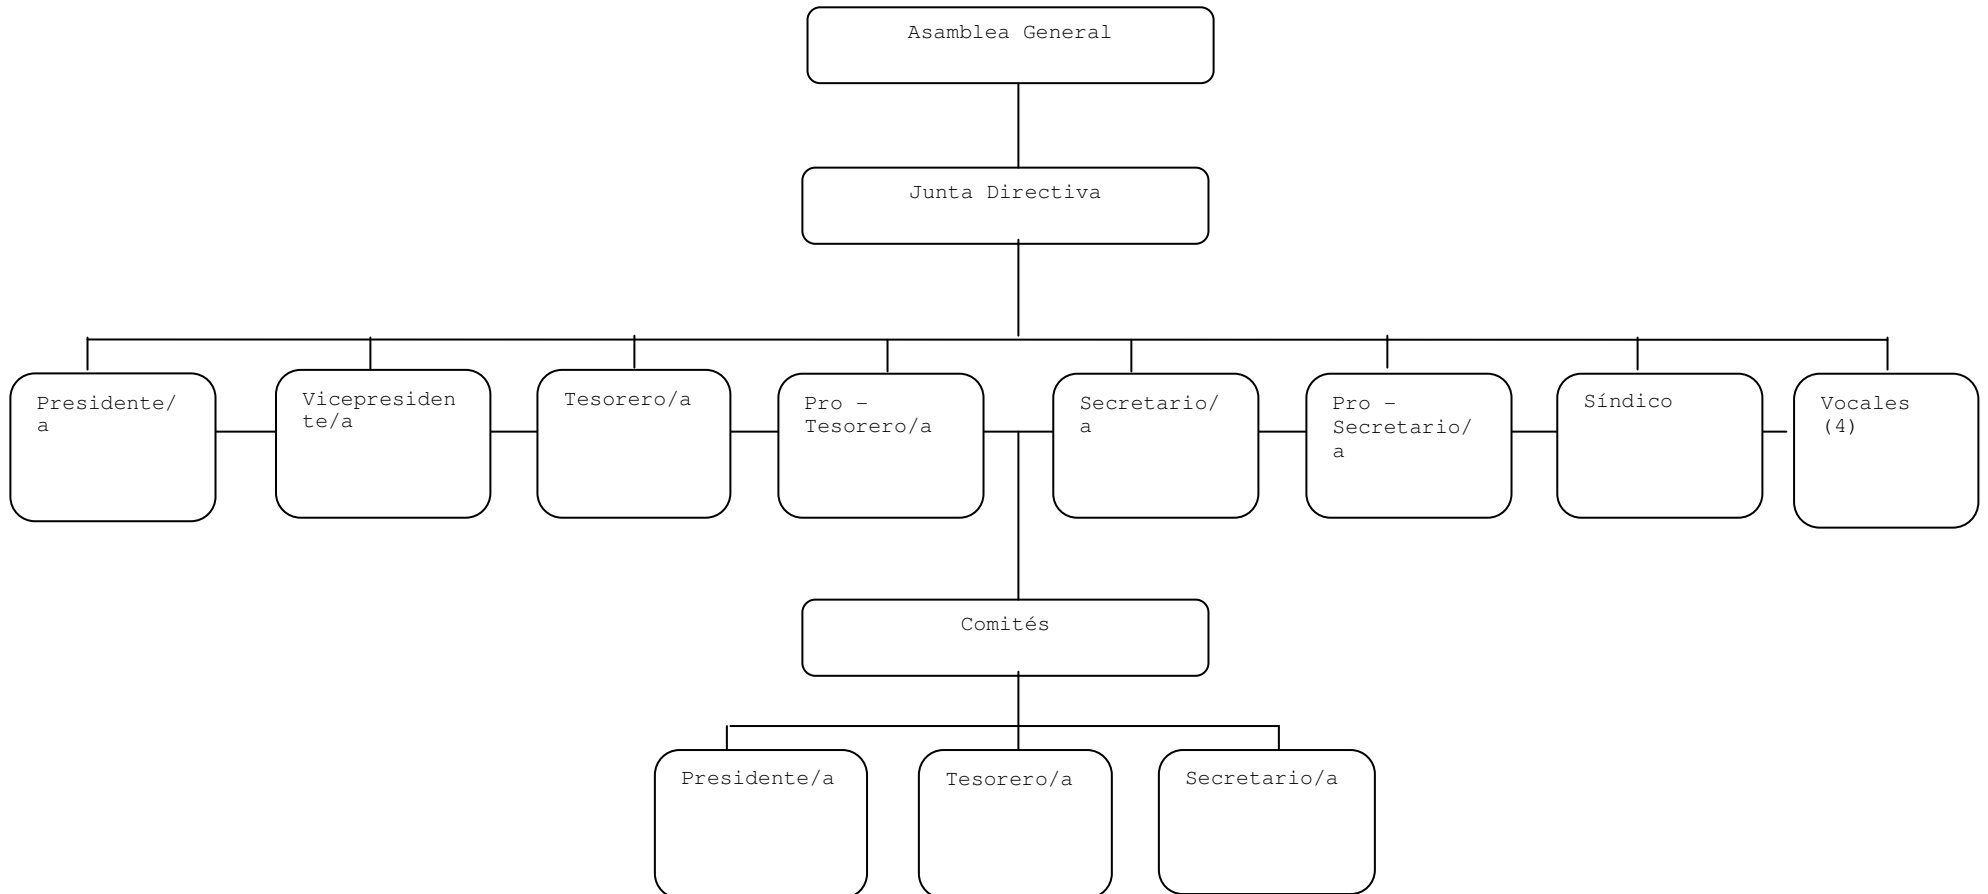 Asamblea General
Junta Directiva
Presidente/
a
Vicepresiden
te/a
Tesorero/a
Pro –
Tesorero/a
Secretario/
a
Pro –
Secretario/
a
Síndico
Vocales
(4)
Comités
Presidente/a
Tesorero/a
Secretario/a